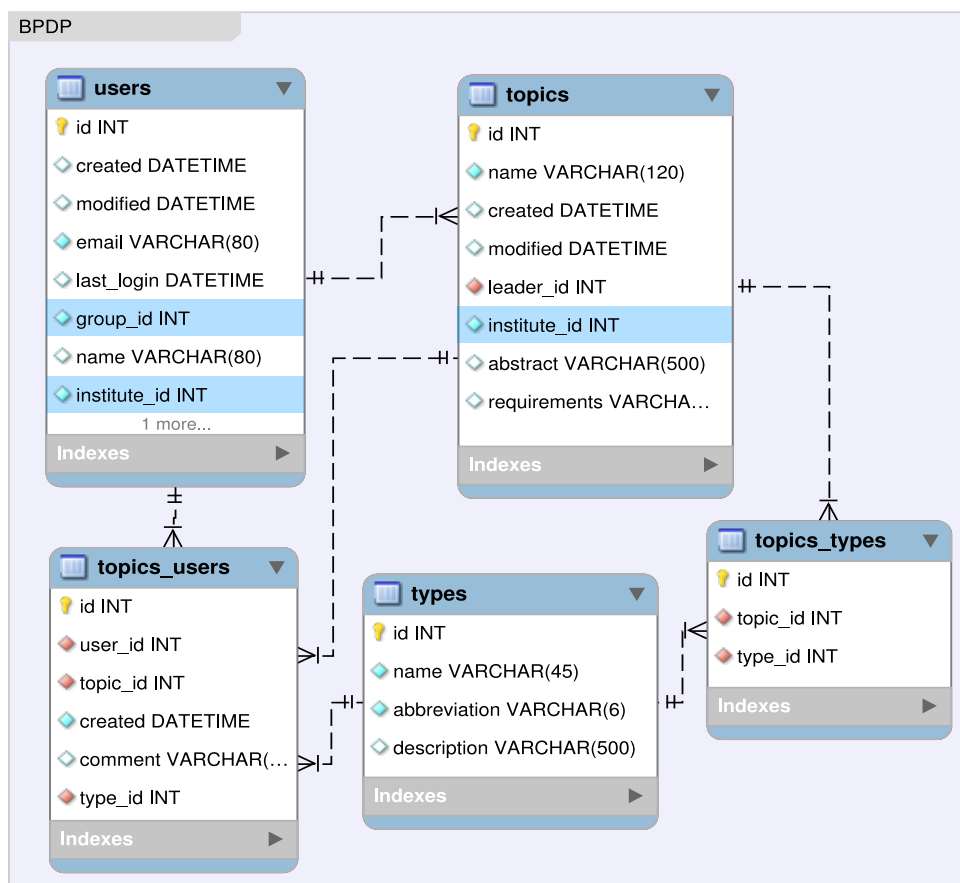 BPDP
users
id INT
created DATETIME
modified DATETIME
email VARCHAR(80)
last_login DATETIME
group_id INT
name VARCHAR(80)
institute_id INT
1 more...
Indexes
topics
id INT
name VARCHAR(120)
created DATETIME
modified DATETIME
leader_id INT
institute_id INT
abstract VARCHAR(500)
requirements VARCHA...
Indexes
topics_users
id INT
user_id INT
topic_id INT
created DATETIME
comment VARCHAR(...
type_id INT
Indexes
types
id INT
name VARCHAR(45)
abbreviation VARCHAR(6)
description VARCHAR(500)
Indexes
topics_types
id INT
topic_id INT
type_id INT
Indexes